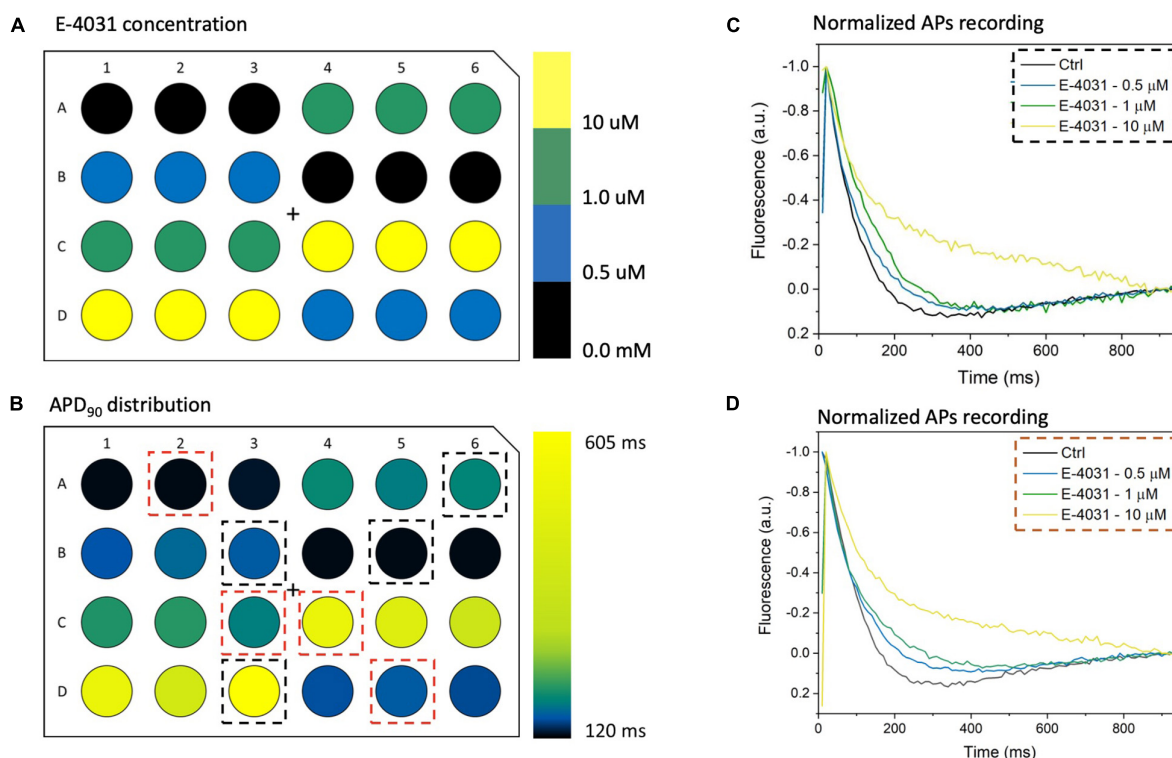 A E-4031 concentration
1 2 3 4 5 6
A
B
C
D
+
10 uM
1.0 uM
0.5 uM
0.0 mM
B APD90 distribution
1 2 3 4 5 6
A
B
C
D
+
605 ms
120 ms
C Normalized APs recording
Ctrl
E-4031 - 0.5 μM
E-4031 - 1 μM
E-4031 - 10 μM
Fluorescence (a.u.)
-1.0
-0.8
-0.6
-0.4
-0.2
0.0
0.2
0 200 400 600 800
Time (ms)
D Normalized APs recording
Ctrl
E-4031 - 0.5 μM
E-4031 - 1 μM
E-4031 - 10 μM
Fluorescence (a.u.)
-1.0
-0.8
-0.6
-0.4
-0.2
0.0
0.2
0 200 400 600 800
Time (ms)